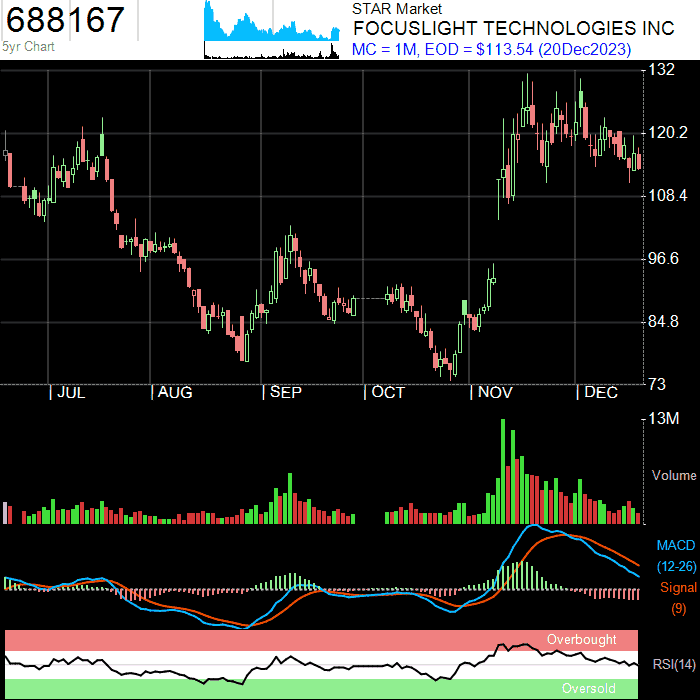 688167
5yr Chart
STAR Market
FOCUSLIGHT TECHNOLOGIES INC
MC = 1M, EOD = $113.54 (20Dec2023)
132
120.2
108.4
96.6
84.8
73
JUL AUG SEP OCT NOV DEC
13M
Volume
MACD
(12-26)
Signal
(9)
Overbought
RSI(14)
Oversold